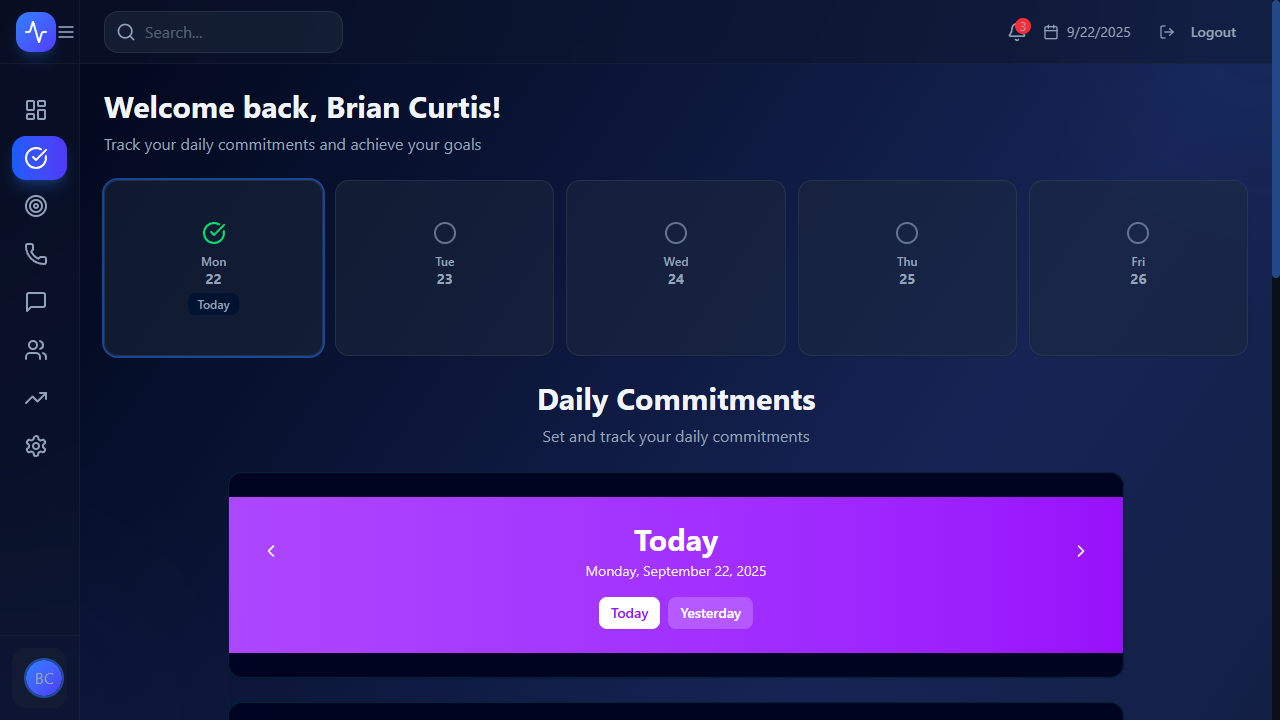 Search...
3
9/22/2025
Logout
Welcome back, Brian Curtis!
Track your daily commitments and achieve your goals
Mon
22
Today
Tue
23
Wed
24
Thu
25
Fri
26
Daily Commitments
Set and track your daily commitments
Today
Monday, September 22, 2025
Today
Yesterday
BC